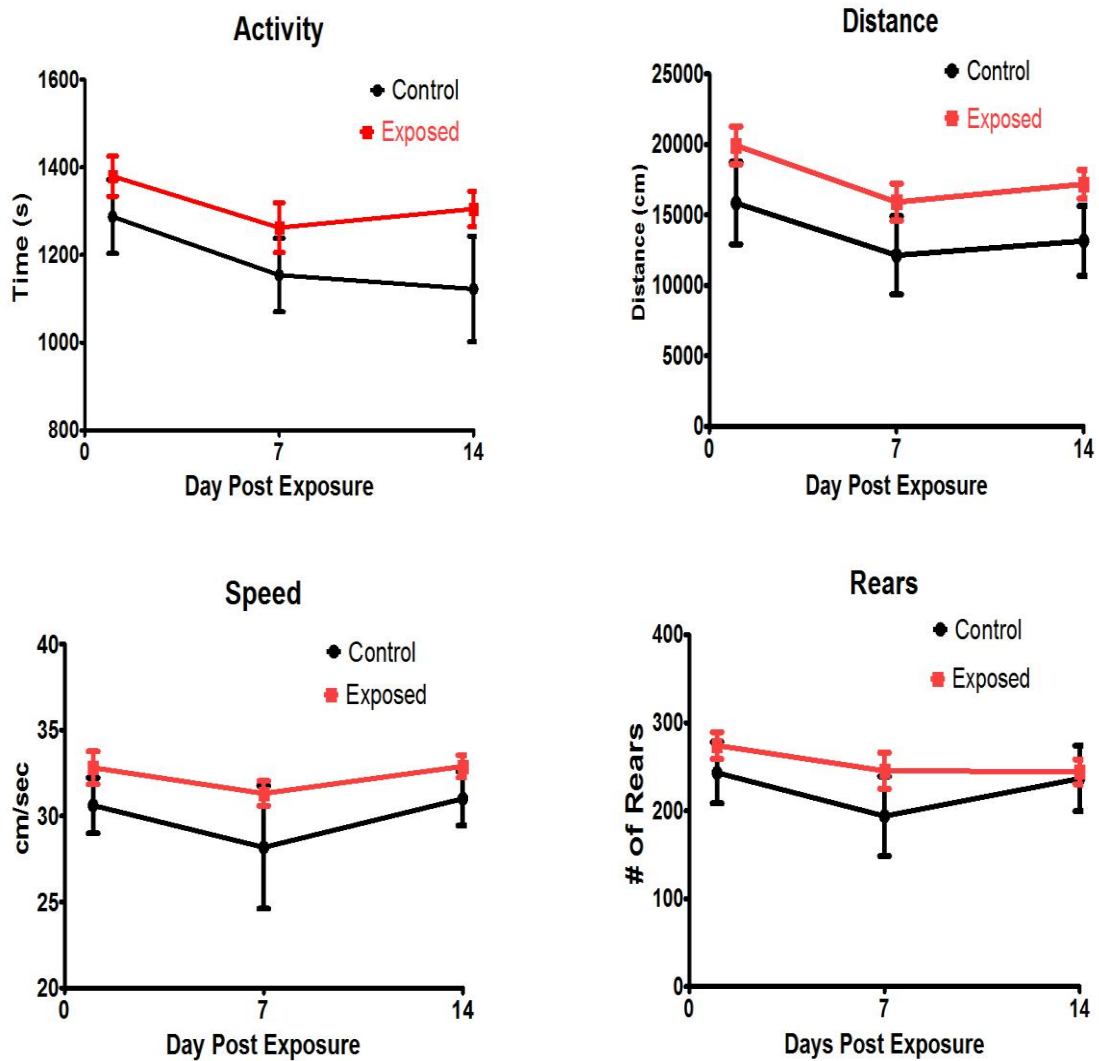 Activity
Control
Exposed
1600
1400
1200
1000
800
Time (s)
0 7 14
Day Post Exposure
Distance
Control
Exposed
25000
20000
15000
10000
5000
0
Distance (cm)
0 7 14
Day Post Exposure
Speed
Control
Exposed
40
35
30
25
20
cm/sec
0 7 14
Day Post Exposure
Rears
Control
Exposed
400
300
200
100
0
# of Rears
0 7 14
Days Post Exposure